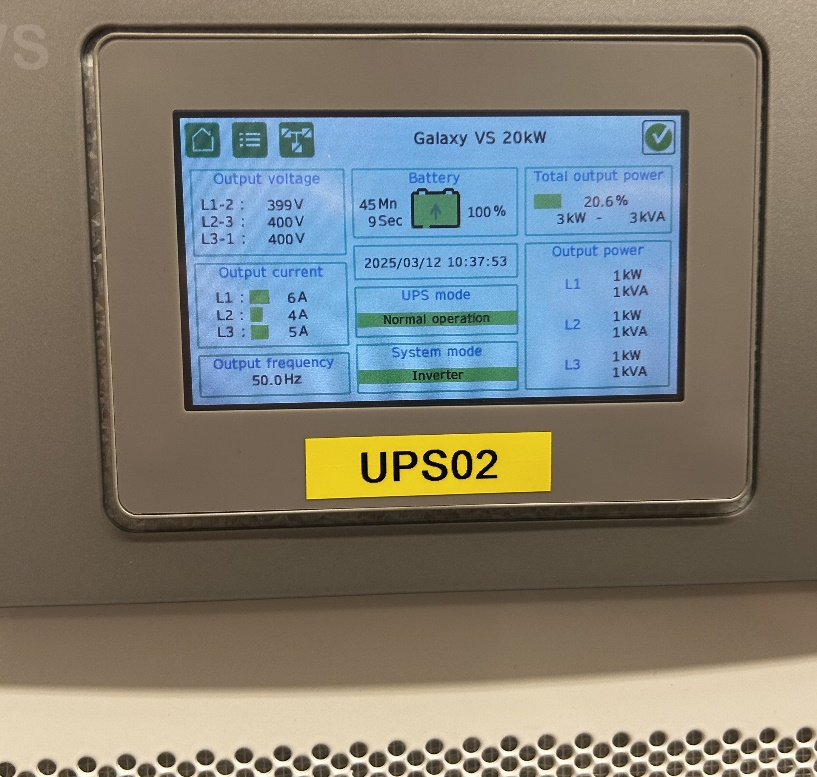 VS
Galaxy VS 20kW
Output voltage
L1-2 : 399V
L2-3 : 400V
L3-1 : 400V
Output current
L1 : 6A
L2 : 4A
L3 : 5A
Output frequency
50.0Hz
Battery
45Mn
9Sec
100%
2025/03/12 10:37:53
UPS mode
Normal operation
System mode
Inverter
Total output power
20.6%
3kW - 3kVA
Output power
L1 1kW
1kVA
L2 1kW
1kVA
L3 1kW
1kVA
UPS02